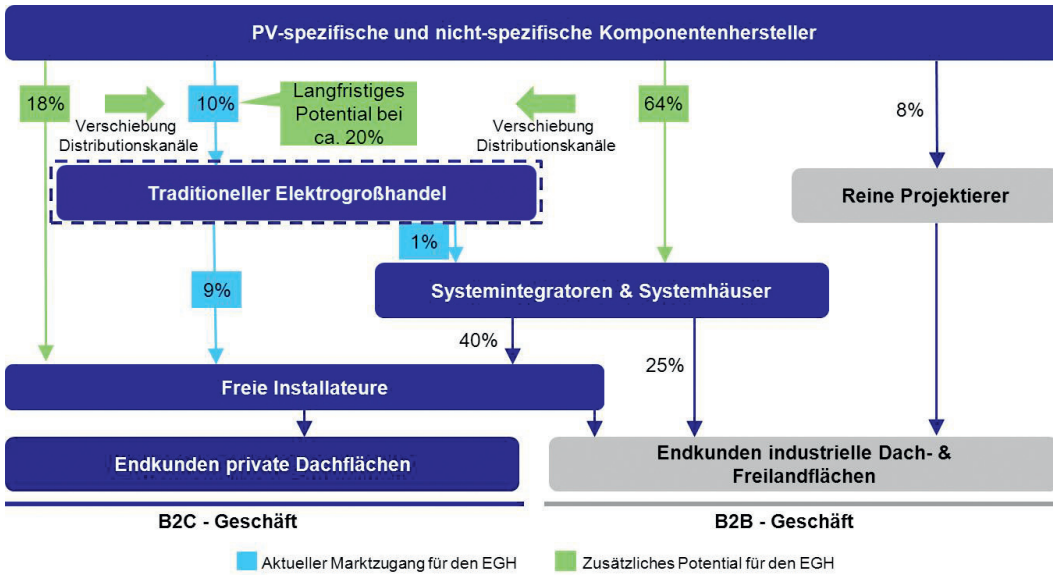 PV-spezifische und nicht-spezifische Komponentenhersteller
18%
10%
Langfristiges
Potential bei
ca. 20%
64%
8%
Verschiebung
Distributionskanäle
Verschiebung
Distributionskanäle
Traditioneller Elektrogroßhandel
Reine Projektierer
1%
9%
Systemintegratoren & Systemhäuser
40%
25%
Freie Installateure
Endkunden private Dachflächen
Endkunden industrielle Dach- &
Freilandflächen
B2C - Geschäft
B2B - Geschäft
Aktueller Marktzugang für den EGH
Zusätzliches Potential für den EGH